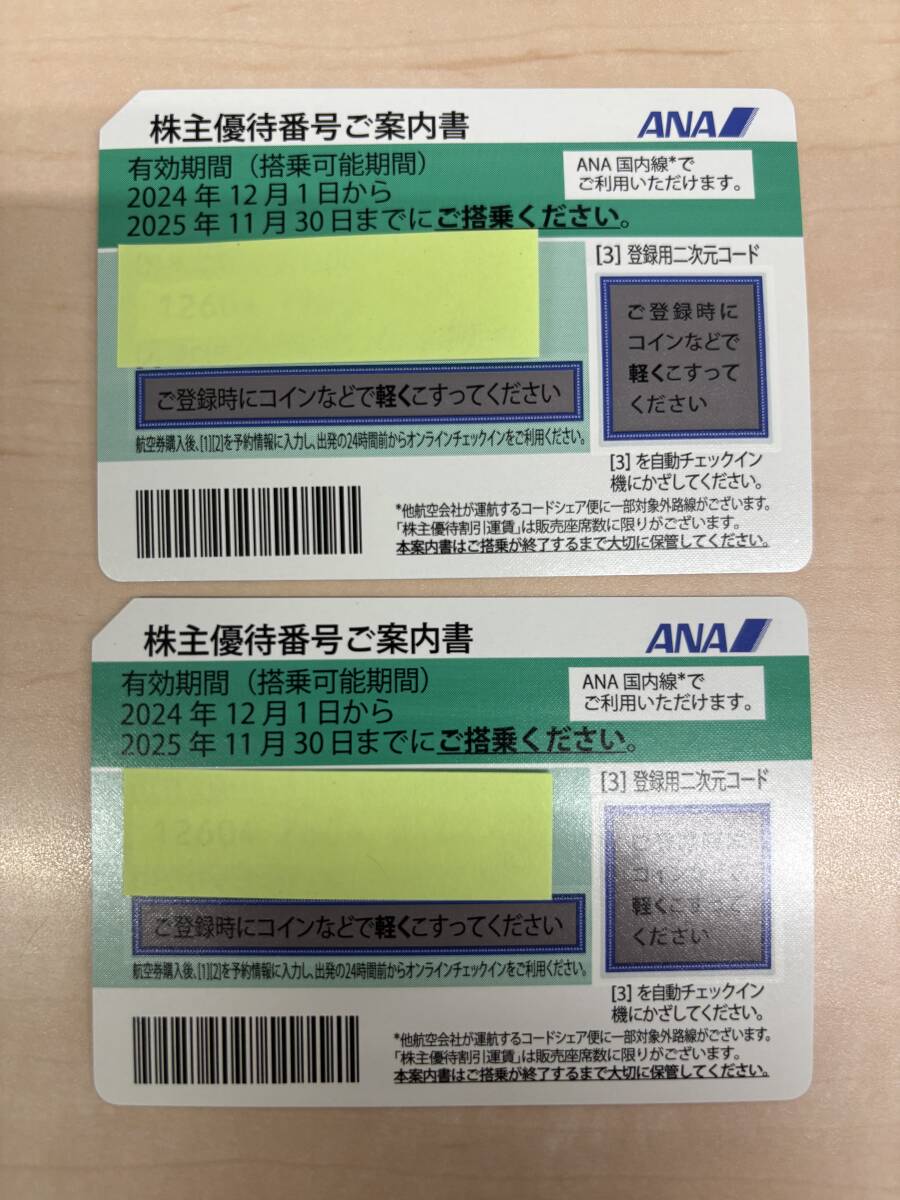 株主優待番号ご案内書
ANA
有効期間（搭乗可能期間）
2024年12月1日から
2025年11月30日までにご搭乗ください。
ANA国内線*で
ご利用いただけます。
[3] 登録用二次元コード
ご登録時に
コインなどで
軽くこすって
ください
ご登録時にコインなどで軽くこすってください
航空券購入後、[1][2]を予約情報に入力し、出発の24時間前からオンラインチェックインをご利用ください。
[3] を自動チェックイン
機にかざしてください。
*他航空会社が運航するコードシェア便に一部対象外路線がございます。
「株主優待割引運賃」は販売座席数に限りがございます。
本案内書はご搭乗が終了するまで大切に保管してください。
株主優待番号ご案内書
ANA
有効期間（搭乗可能期間）
2024年12月1日から
2025年11月30日までにご搭乗ください。
ANA国内線*で
ご利用いただけます。
[3] 登録用二次元コード
ご登録時に
コインなどで
軽くこすって
ください
ご登録時にコインなどで軽くこすってください
航空券購入後、[1][2]を予約情報に入力し、出発の24時間前からオンラインチェックインをご利用ください。
[3] を自動チェックイン
機にかざしてください。
*他航空会社が運航するコードシェア便に一部対象外路線がございます。
「株主優待割引運賃」は販売座席数に限りがございます。
本案内書はご搭乗が終了するまで大切に保管してください。